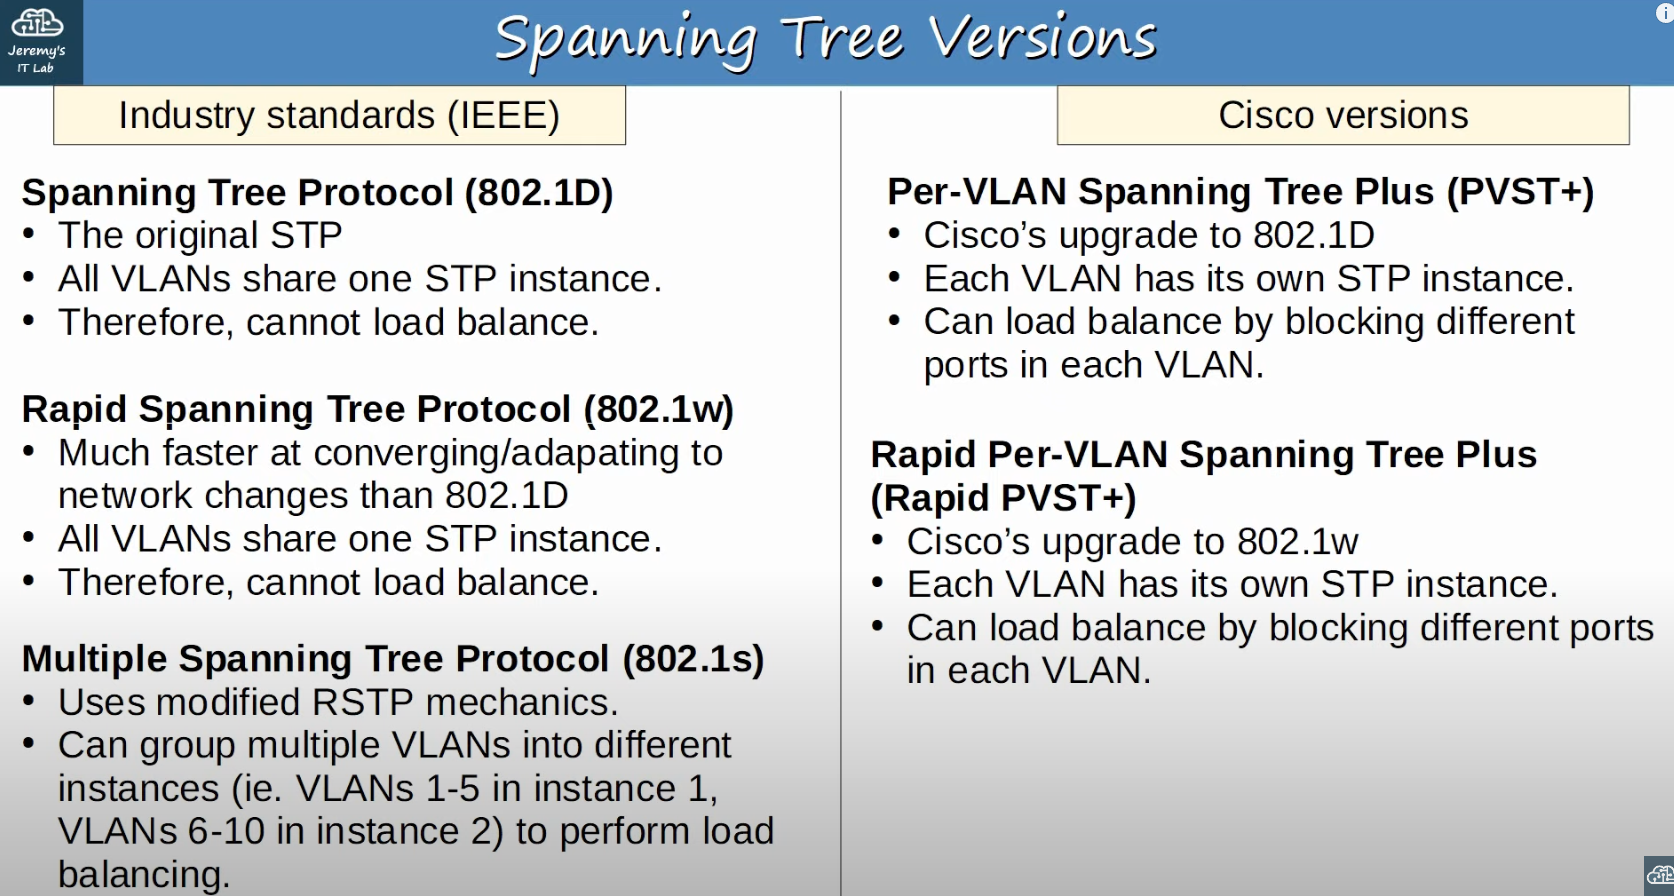 Jeremy's
IT Lab
Spanning Tree Versions
i
Industry standards (IEEE)
Spanning Tree Protocol (802.1D)
• The original STP
• All VLANs share one STP instance.
• Therefore, cannot load balance.
Rapid Spanning Tree Protocol (802.1w)
• Much faster at converging/adapating to
network changes than 802.1D
• All VLANs share one STP instance.
• Therefore, cannot load balance.
Multiple Spanning Tree Protocol (802.1s)
• Uses modified RSTP mechanics.
• Can group multiple VLANs into different
instances (ie. VLANs 1-5 in instance 1,
VLANs 6-10 in instance 2) to perform load
balancing.
Cisco versions
Per-VLAN Spanning Tree Plus (PVST+)
• Cisco’s upgrade to 802.1D
• Each VLAN has its own STP instance.
• Can load balance by blocking different
ports in each VLAN.
Rapid Per-VLAN Spanning Tree Plus
(Rapid PVST+)
• Cisco’s upgrade to 802.1w
• Each VLAN has its own STP instance.
• Can load balance by blocking different ports
in each VLAN.